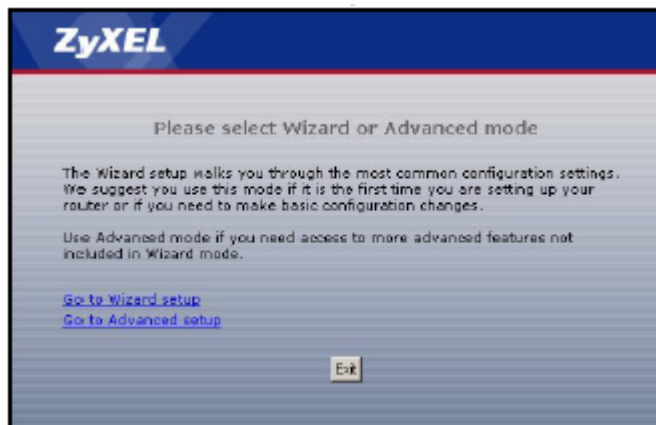 ZyXEL
Please select Wizard or Advanced mode
The Wizard setup walks you through the most common configuration settings.
We suggest you use this mode if it is the first time you are setting up your
router or if you need to make basic configuration changes.
Use Advanced mode if you need access to more advanced features not
included in Wizard mode.
Go to Wizard setup
Go to Advanced setup
Exit